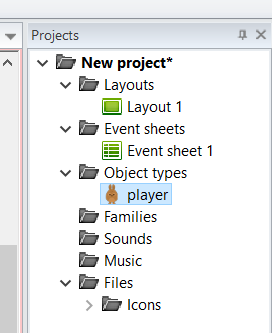 Projects
New project*
Layouts
Layout 1
Event sheets
Event sheet 1
Object types
player
Families
Sounds
Music
Files
Icons